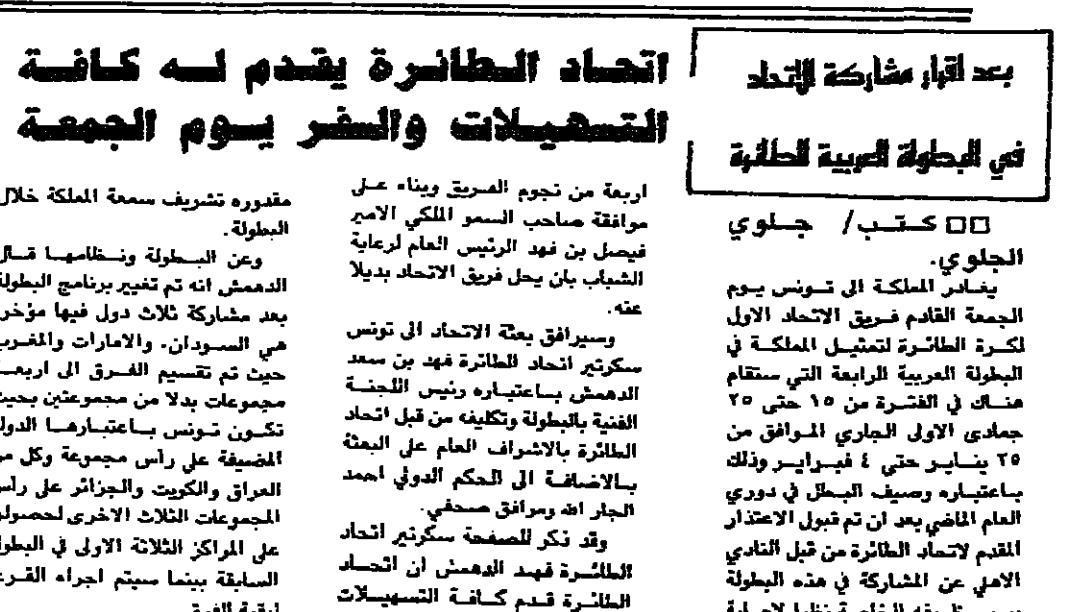 بعد اقرار مشاركة الاتحاد
في البطولة العربية للطائرة
اتحاد الطائرة يقدم له كافة
التسهيلات والسفر يوم الجمعة
□□ كتب/ جلوي
الجلوي.
يغادر المملكة الى تونس يوم
الجمعة القادم فريق الاتحاد الاول
لكرة الطائرة لتمثيل المملكة في
البطولة العربية الرابعة التي ستقام
هناك في الفترة من ١٥ حتى ٢٥
جمادى الاولى الجاري الموافق من
٢٥ يناير حتى ٤ فبراير وذلك
باعتباره وصيف البطل في دوري
العام الماضي بعد ان تم قبول الاعتذار
المقدم لاتحاد الطائرة من قبل النادي
الاهلي عن المشاركة في هذه البطولة
اربعة من نجوم الفريق وبناء على
موافقة صاحب السمو الملكي الامير
فيصل بن فهد الرئيس العام لرعاية
الشباب بان يحل فريق الاتحاد بديلا
عنه.
وسيرافق بعثة الاتحاد الى تونس
سكرتير اتحاد الطائرة فهد بن سعد
الدهمش باعتباره رئيس اللجنة
الفنية بالبطولة وتكليفه من قبل اتحاد
الطائرة بالاشراف العام على البعثة
بالاضافة الى الحكم الدولي احمد
الجار الله ومرافق صحفي.
وقد ذكر للصفحة سكرتير اتحاد
الطائرة فهد الدهمش ان اتحاد
الطائرة قدم كافة التسهيلات
مقدوره تشريف سمعة المملكة خلال
البطولة.
وعن البطولة ونظامها قال
الدهمش انه تم تغيير برنامج البطولة
بعد مشاركة ثلاث دول فيها مؤخر
هي السودان. والامارات والمغرب
حيث تم تقسيم الفرق الى اربعـ
مجموعات بدلا من مجموعتين بحيث
تكون تونس باعتبارها الدول
المضيفة على رأس مجموعة وكل من
العراق والكويت والجزائر على رأس
المجموعات الثلاث الاخرى لحصولـ
على المراكز الثلاثة الاولى في البطول
السابقة بينما سيتم اجراء القرعـ